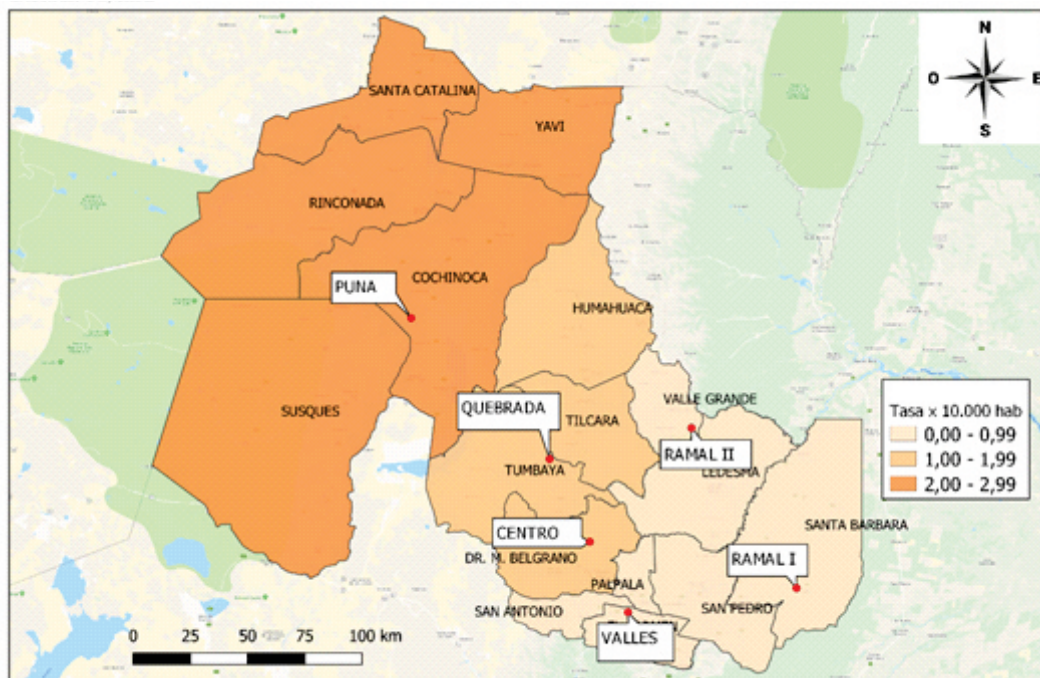 N
O
E
S
SANTA CATALINA
YAVI
RINCONADA
COCHINOCA
PUNA
HUMAHUACA
SUSQUES
QUEBRADA
TILCARA
VALLE GRANDE
RAMAL II
LEDESMA
TUMBAYA
Tasa x 10.000 hab
0,00 - 0,99
1,00 - 1,99
2,00 - 2,99
SANTA BARBARA
CENTRO
DR. M. BELGRANO
RAMAL I
PALPALA
SAN ANTONIO
SAN PEDRO
VALLES
0 25 50 75 100 km